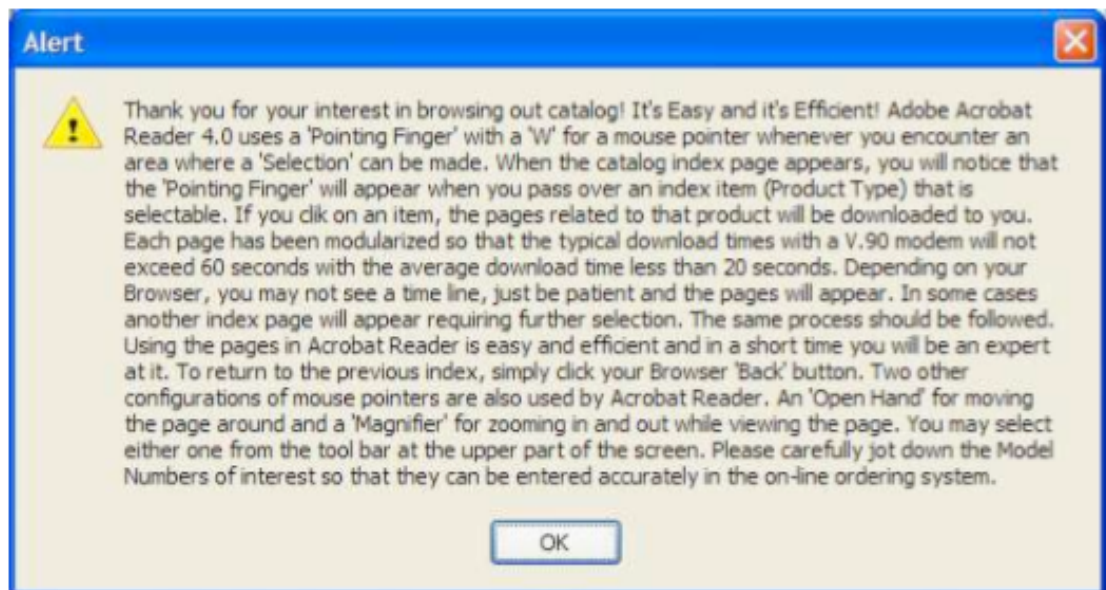 Alert
Thank you for your interest in browsing out catalog! It's Easy and it's Efficient! Adobe Acrobat
Reader 4.0 uses a 'Pointing Finger' with a 'W' for a mouse pointer whenever you encounter an
area where a 'Selection' can be made. When the catalog index page appears, you will notice that
the 'Pointing Finger' will appear when you pass over an index item (Product Type) that is
selectable. If you clik on an item, the pages related to that product will be downloaded to you.
Each page has been modularized so that the typical download times with a V.90 modem will not
exceed 60 seconds with the average download time less than 20 seconds. Depending on your
Browser, you may not see a time line, just be patient and the pages will appear. In some cases
another index page will appear requiring further selection. The same process should be followed.
Using the pages in Acrobat Reader is easy and efficient and in a short time you will be an expert
at it. To return to the previous index, simply click your Browser 'Back' button. Two other
configurations of mouse pointers are also used by Acrobat Reader. An 'Open Hand' for moving
the page around and a 'Magnifier' for zooming in and out while viewing the page. You may select
either one from the tool bar at the upper part of the screen. Please carefully jot down the Model
Numbers of interest so that they can be entered accurately in the on-line ordering system.
OK